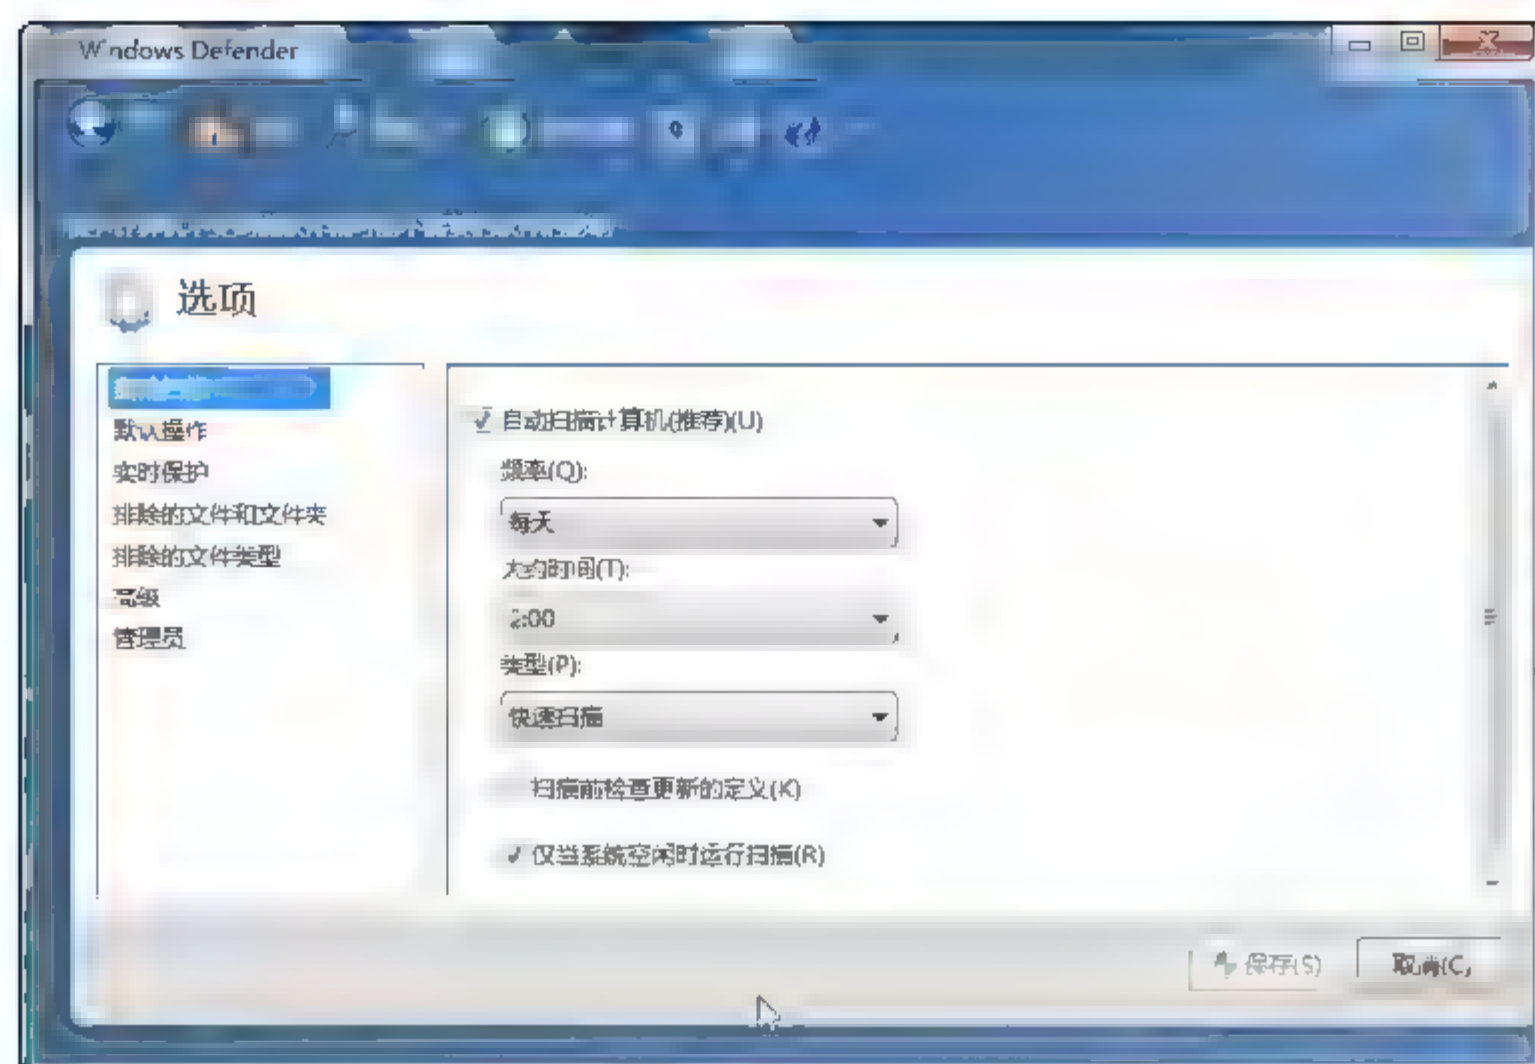 Windows Defender
选项
默认操作
实时保护
排除的文件和文件夹
排除的文件类型
高级
管理员
自动扫描计算机(推荐)(U)
频率(Q):
每天
大约时间(T):
2:00
类型(P):
快速扫描
扫描前检查更新的定义(K)
仅当系统空闲时运行扫描(R)
保存(S)
取消(C)